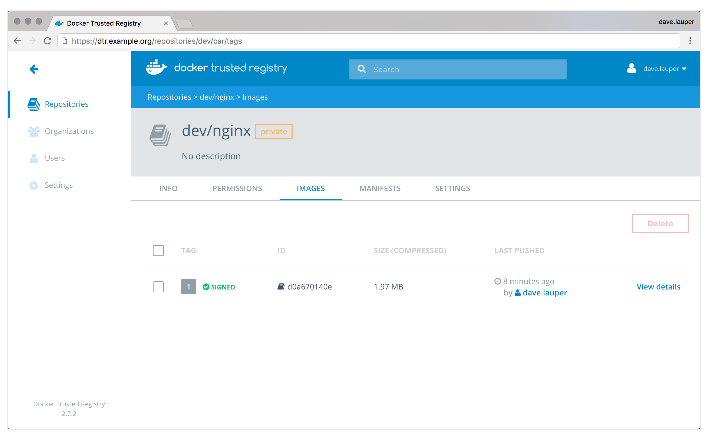 Docker Trusted Registry
dave.lauper
https://dtr.example.org/repositories/dev/bar/tags
docker trusted registry
Search
dave.lauper
Repositories
Organizations
Users
Settings
Repositories > dev/nginx > Images
dev/nginx private
No description
INFO PERMISSIONS IMAGES MANIFESTS SETTINGS
Delete
TAG ID SIZE (COMPRESSED) LAST PUSHED
1 SIGNED d0a670140e 1.97 MB 8 minutes ago
by dave.lauper
View details
Docker Trusted Registry
2.2.2